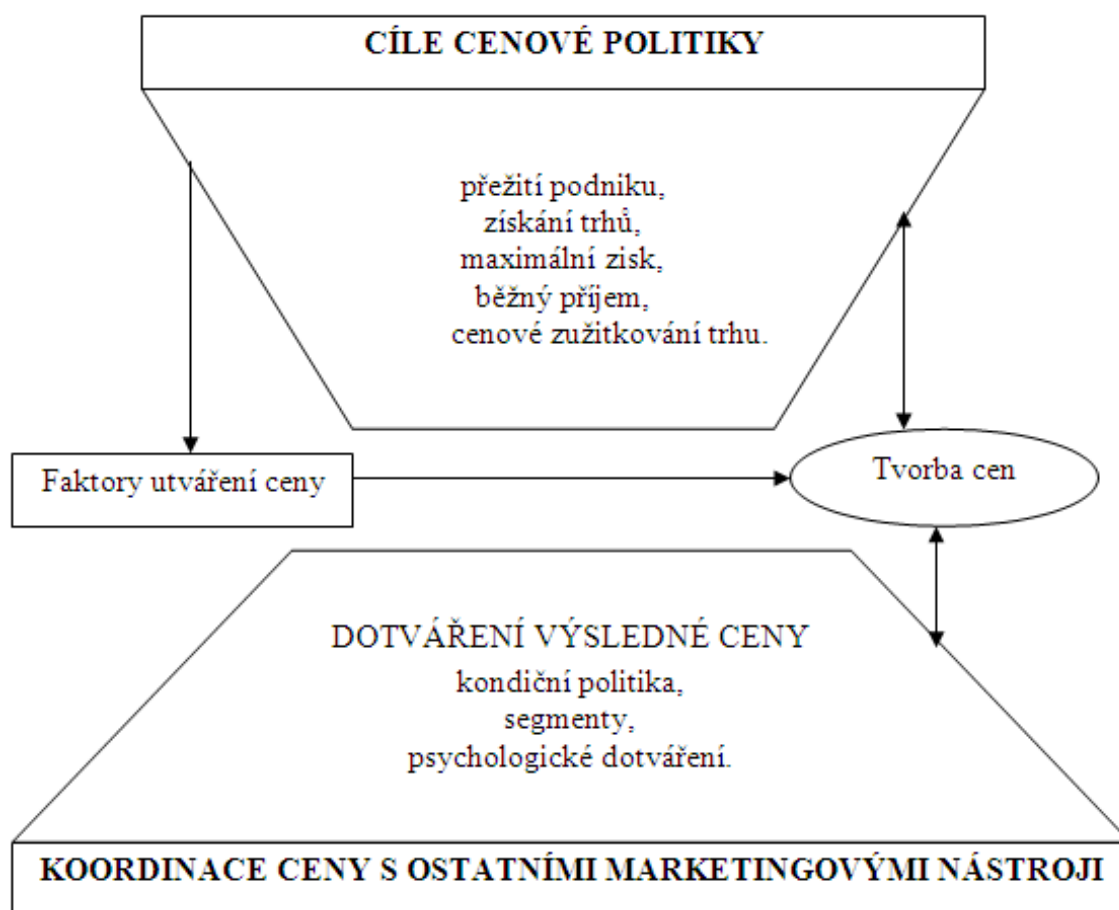 CÍLE CENOVÉ POLITIKY
přežití podniku,
získání trhů,
maximální zisk,
běžný příjem,
cenové zužitkování trhu.
Faktory utváření ceny
Tvorba cen
DOTVÁŘENÍ VÝSLEDNÉ CENY
kondiční politika,
segmenty,
psychologické dotváření.
KOORDINACE CENY S OSTATNÍMI MARKETINGOVÝMI NÁSTROJI